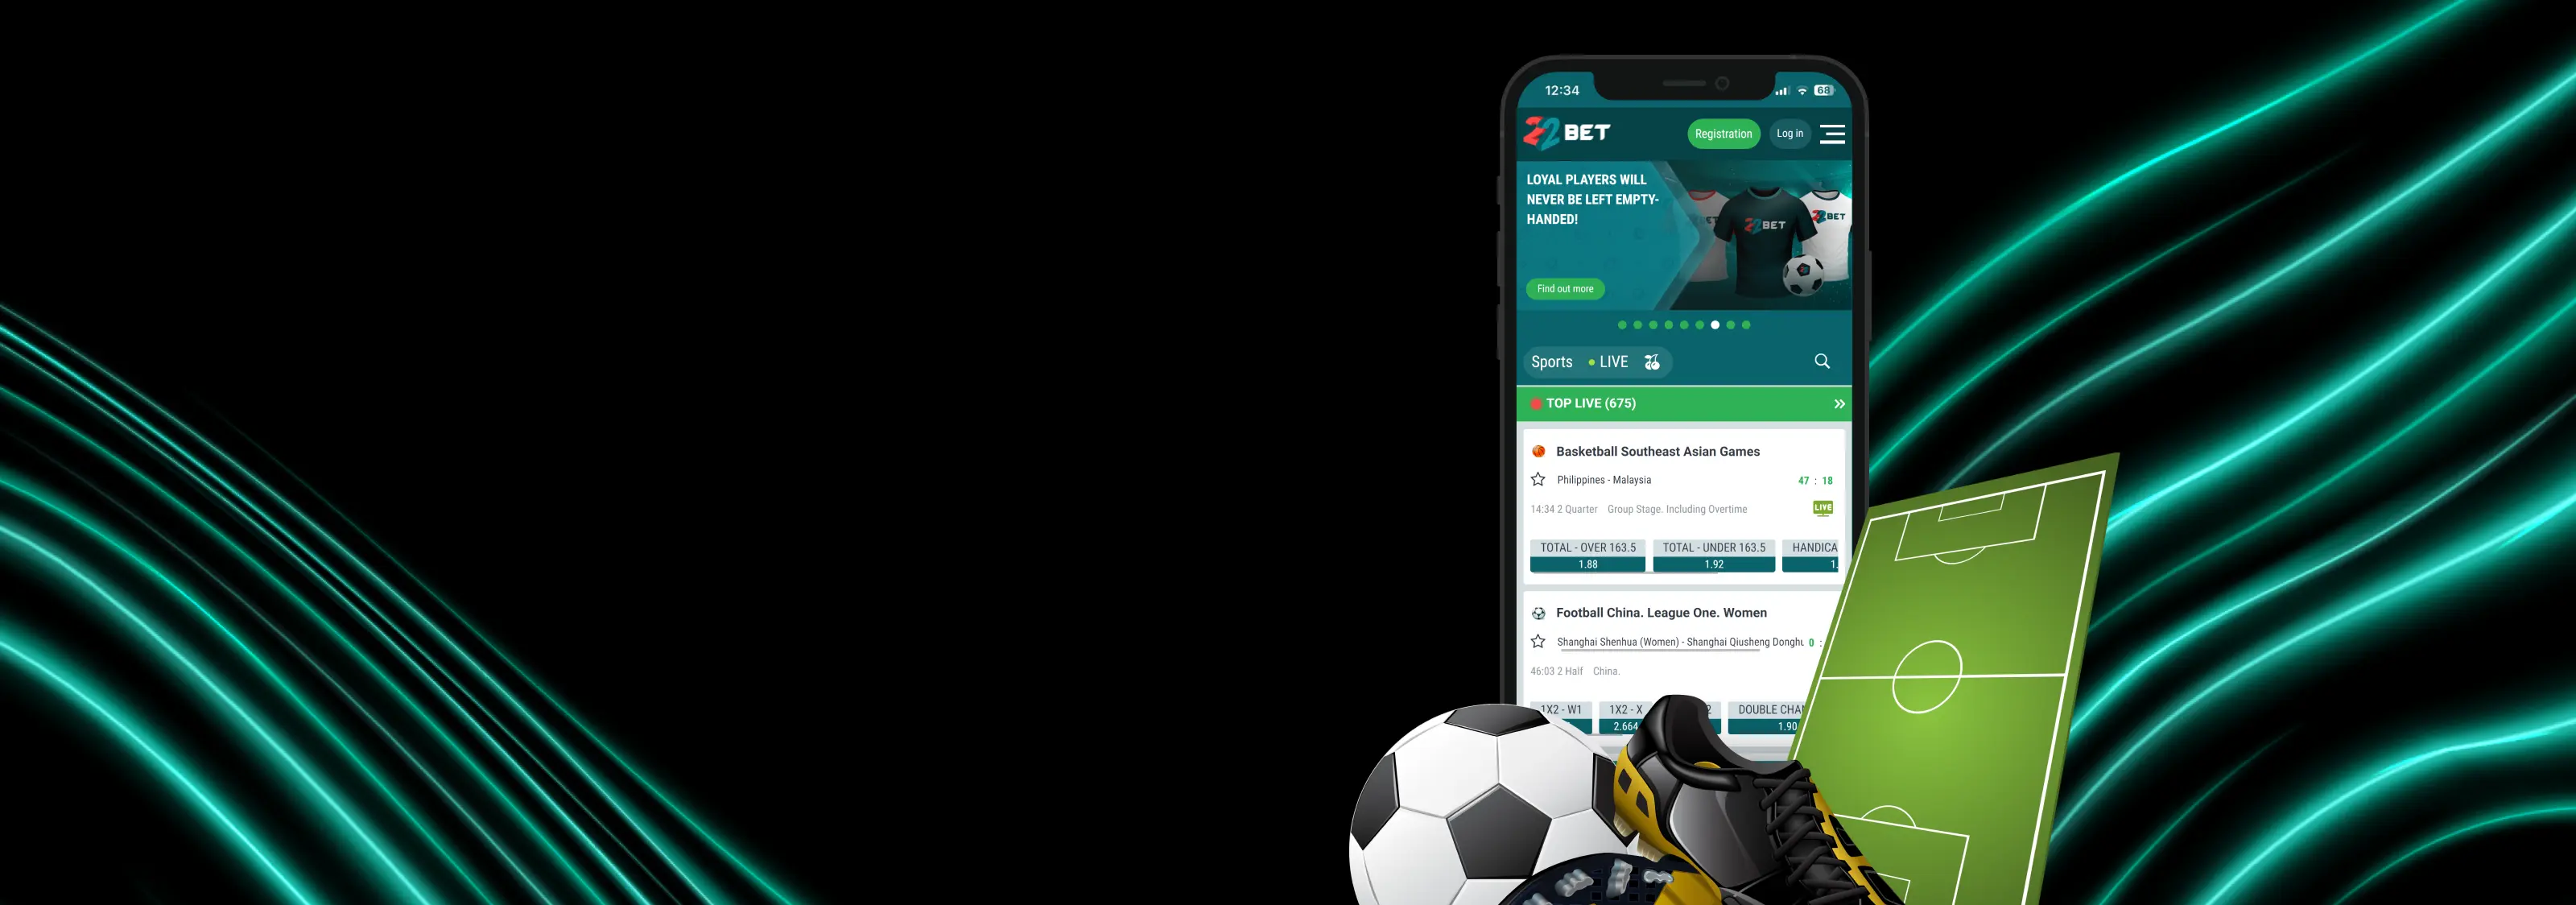 12:34
68
22BET
Registration
Log in
LOYAL PLAYERS WILL
NEVER BE LEFT EMPTY-
HANDED!
22BET
22BET
Find out more
Sports
LIVE
TOP LIVE (675)
Basketball Southeast Asian Games
Philippines - Malaysia
47 : 18
14:34 2 Quarter Group Stage. Including Overtime
LIVE
TOTAL - OVER 163.5 TOTAL - UNDER 163.5 HANDICA
1.88 1.92 1.
Football China. League One. Women
Shanghai Shenhua (Women) - Shanghai Qiusheng Donghu 0 :
46:03 2 Half China.
1X2 - W1 1X2 - X 2 DOUBLE CHA
2.664 1.90